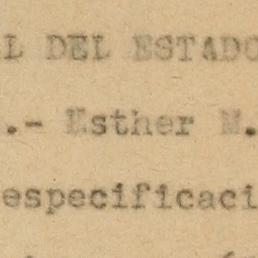 L DEL ESTADO
.- Esther M.
especificaci